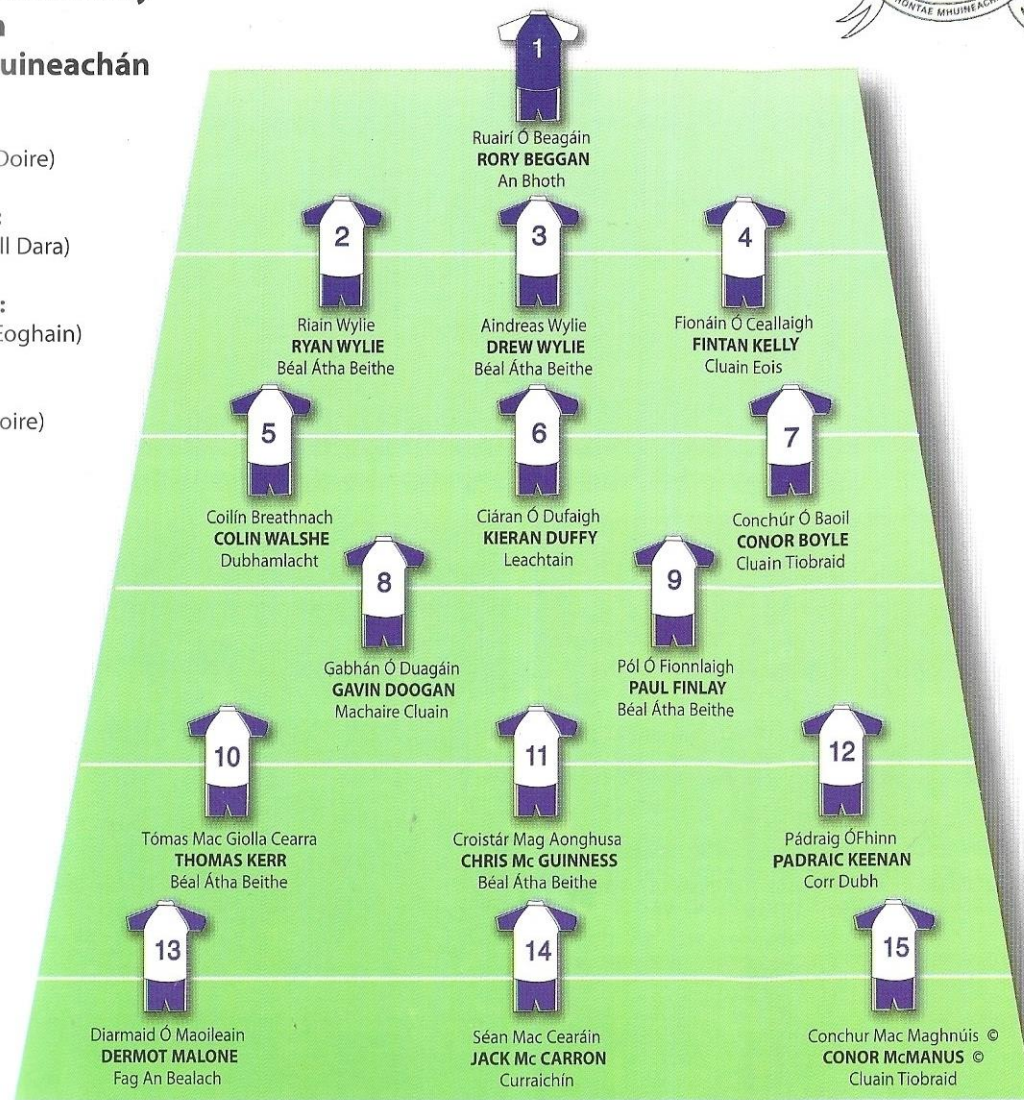 uineachán
Doire)
:
ll Dara)
:
Eoghain)
oire)
HONTAE MHUINEACH
1
Ruairí Ó Beagáin
RORY BEGGAN
An Bhoth
2
Riain Wylie
RYAN WYLIE
Béal Átha Beithe
3
Aindreas Wylie
DREW WYLIE
Béal Átha Beithe
4
Fionáin Ó Ceallaigh
FINTAN KELLY
Cluain Eois
5
Coilín Breathnach
COLIN WALSHE
Dubhamlacht
6
Ciáran Ó Dufaigh
KIERAN DUFFY
Leachtain
7
Conchúr Ó Baoil
CONOR BOYLE
Cluain Tiobraid
8
Gabhán Ó Duagáin
GAVIN DOOGAN
Machaire Cluain
9
Pól Ó Fionnlaigh
PAUL FINLAY
Béal Átha Beithe
10
Tómas Mac Giolla Cearra
THOMAS KERR
Béal Átha Beithe
11
Croistár Mag Aonghusa
CHRIS Mc GUINNESS
Béal Átha Beithe
12
Pádraig ÓFhinn
PADRAIC KEENAN
Corr Dubh
13
Diarmaid Ó Maoileain
DERMOT MALONE
Fag An Bealach
14
Séan Mac Cearáin
JACK Mc CARRON
Curraichín
15
Conchur Mac Maghnúis ©
CONOR McMANUS ©
Cluain Tiobraid